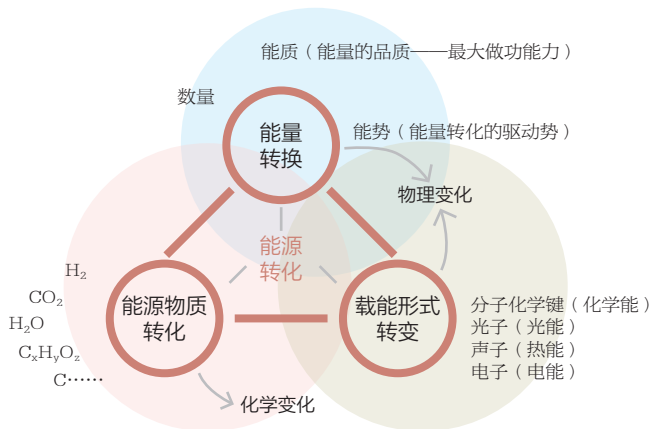 能质（能量的品质——最大做功能力）
数量
能量
转换
能势（能量转化的驱动势）
物理变化
能源
转化
H₂
CO₂
H₂O
CₓHᵧO₂
C……
能源物质
转化
载能形式
转变
分子化学键（化学能）
光子（光能）
声子（热能）
电子（电能）
化学变化